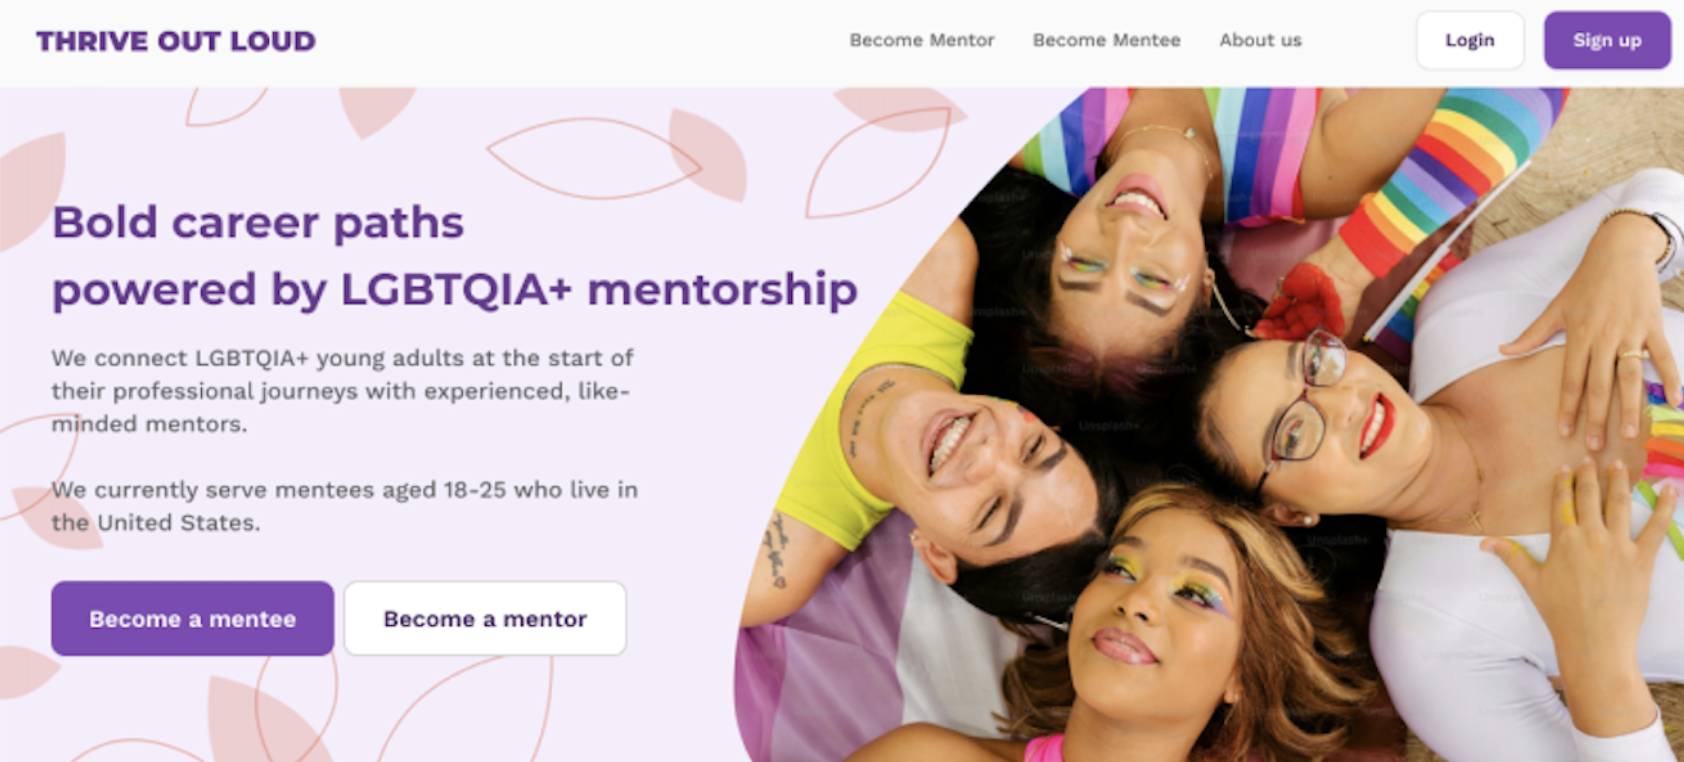 THRIVE OUT LOUD
Become Mentor
Become Mentee
About us
Login
Sign up
Bold career paths
powered by LGBTQIA+ mentorship
We connect LGBTQIA+ young adults at the start of
their professional journeys with experienced, like-
minded mentors.
We currently serve mentees aged 18-25 who live in
the United States.
Become a mentee
Become a mentor
Unsplash+